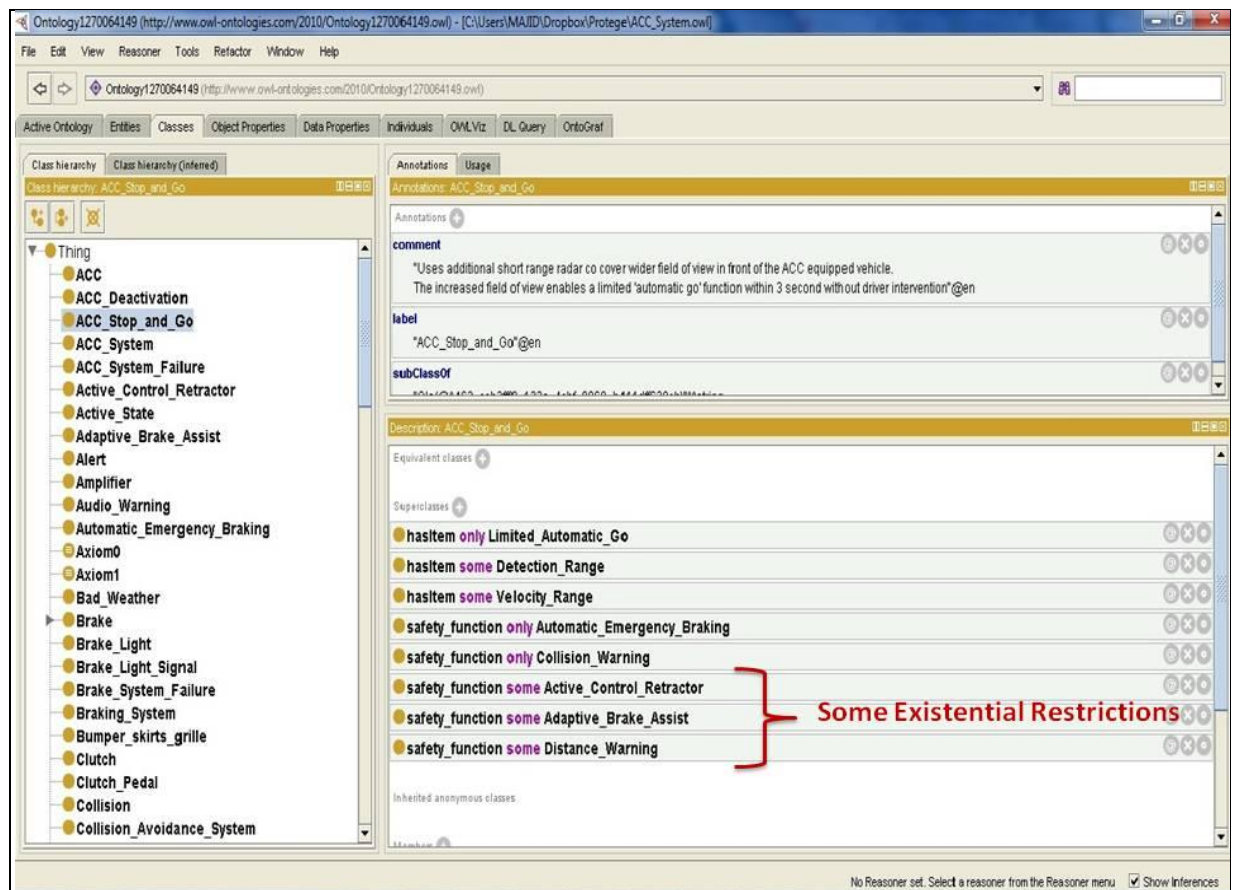 Ontology1270064149 (http://www.owl-ontologies.com/2010/Ontology1270064149.owl) - [C:\Users\MAJID\Dropbox\Protege\ACC_System.owl]
File Edit View Reasoner Tools Refactor Window Help
Ontology1270064149 (http://www.owl-ontologies.com/2010/Ontology1270064149.owl)
Active Ontology Entities Classes Object Properties Data Properties Individuals OWLViz DL Query OntoGraf
Class hierarchy Class hierarchy (inferred)
Class hierarchy: ACC_Stop_and_Go
Thing
ACC
ACC_Deactivation
ACC_Stop_and_Go
ACC_System
ACC_System_Failure
Active_Control_Retractor
Active_State
Adaptive_Brake_Assist
Alert
Amplifier
Audio_Warning
Automatic_Emergency_Braking
Axiom0
Axiom1
Bad_Weather
Brake
Brake_Light
Brake_Light_Signal
Brake_System_Failure
Braking_System
Bumper_skirts_grille
Clutch
Clutch_Pedal
Collision
Collision_Avoidance_System
Annotations Usage
Annotations: ACC_Stop_and_Go
Annotations
comment
"Uses additional short range radar co cover wider field of view in front of the ACC equipped vehicle.
The increased field of view enables a limited 'automatic go' function within 3 second without driver intervention"@en
label
"ACC_Stop_and_Go"@en
subClassOf
Description: ACC_Stop_and_Go
Equivalent classes
Superclasses
hasItem only Limited_Automatic_Go
hasItem some Detection_Range
hasItem some Velocity_Range
safety_function only Automatic_Emergency_Braking
safety_function only Collision_Warning
safety_function some Active_Control_Retractor
safety_function some Adaptive_Brake_Assist
safety_function some Distance_Warning
Some Existential Restrictions
Inherited anonymous classes
Members
No Reasoner set. Select a reasoner from the Reasoner menu Show Inferences